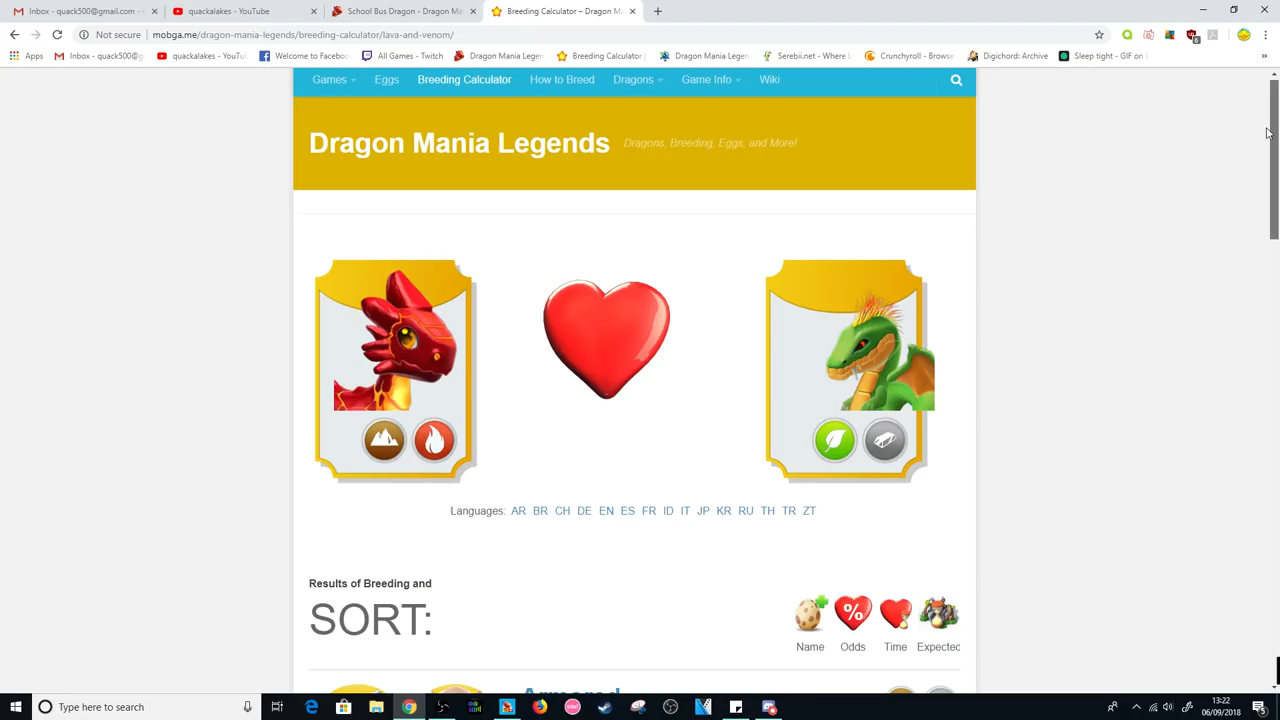 Inbox - quack500@gmail.com -
quackalakes - YouTube
School Bus Dragon - Dragon Mani
Breeding Calculator – Dragon Ma
Not secure
mobga.me/dragon-mania-legends/breeding-calculator/lava-and-venom/
Apps
Inbox - quack500@g
quackalakes - YouTu
Welcome to Faceboo
All Games - Twitch
Dragon Mania Legen
Breeding Calculator |
Dragon Mania Legen
Serebii.net - Where L
Crunchyroll - Browse
Digichord: Archive
Sleep tight - GIF on
Games
Eggs
Breeding Calculator
How to Breed
Dragons
Game Info
Wiki
Dragon Mania Legends
Dragons, Breeding, Eggs, and More!
Languages: AR BR CH DE EN ES FR ID IT JP KR RU TH TR ZT
Results of Breeding and
SORT:
%
Name Odds Time Expected
Armored
Type here to search
13:22
06/09/2018